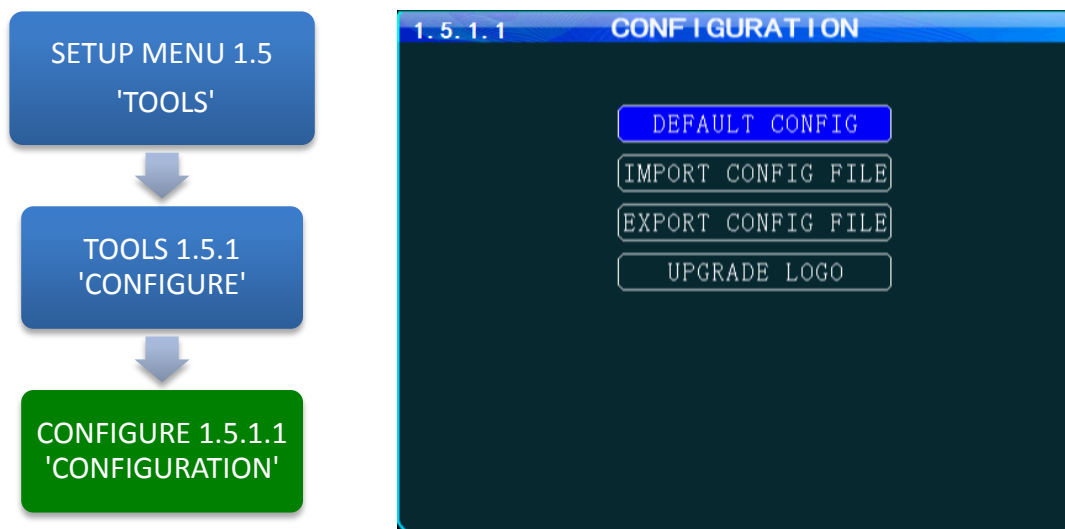 SETUP MENU 1.5
'TOOLS'
TOOLS 1.5.1
'CONFIGURE'
CONFIGURE 1.5.1.1
'CONFIGURATION'
1.5.1.1 CONFIGURATION
DEFAULT CONFIG
IMPORT CONFIG FILE
EXPORT CONFIG FILE
UPGRADE LOGO